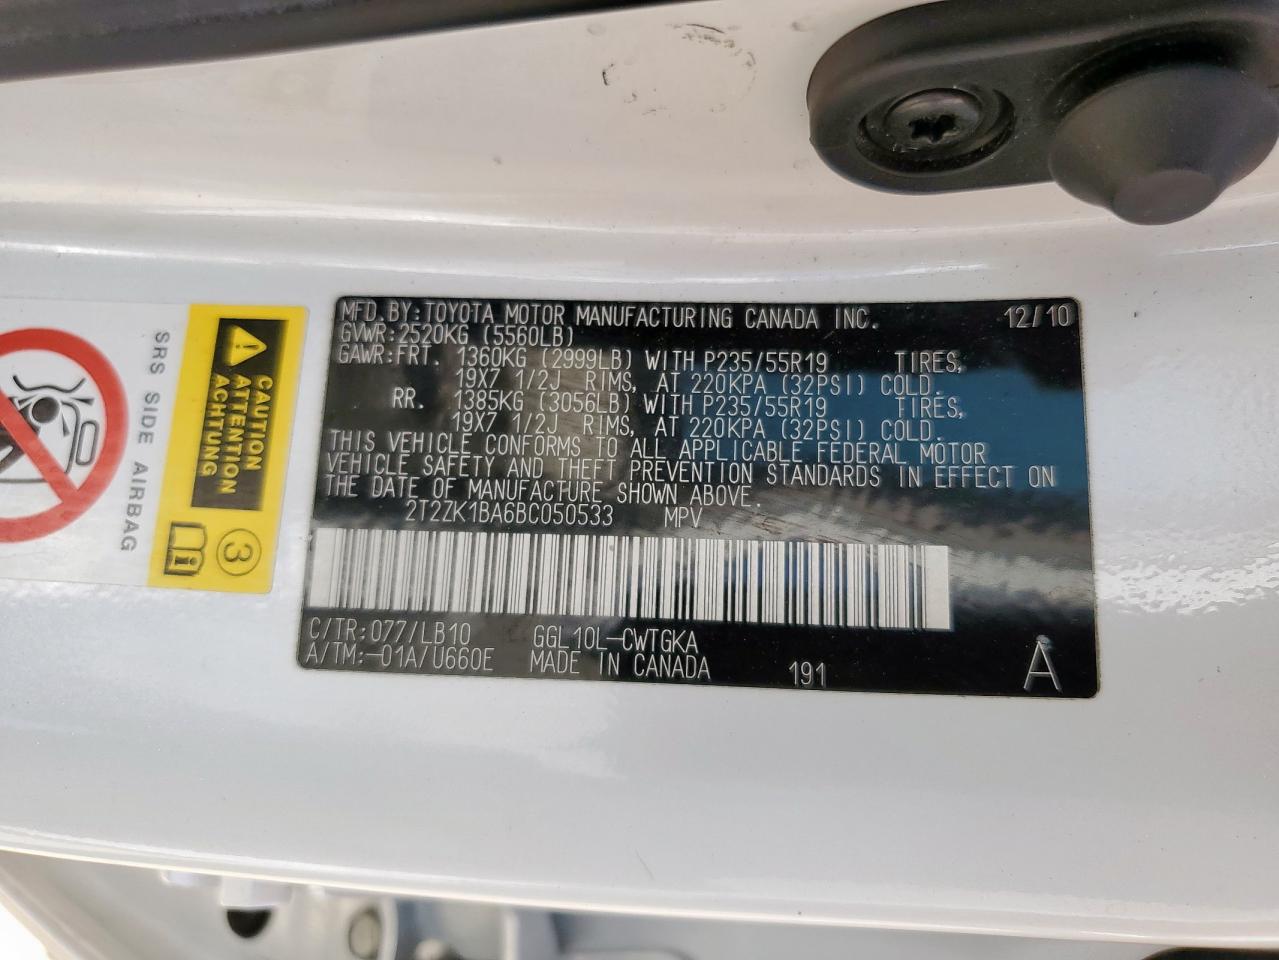 MFD.BY:TOYOTA MOTOR MANUFACTURING CANADA INC. 12/10
GVWR:2520KG (5560LB)
GAWR:FRT. 1360KG (2999LB) WITH P235/55R19 TIRES,
19X7 1/2J RIMS, AT 220KPA (32PSI) COLD.
RR. 1385KG (3056LB) WITH P235/55R19 TIRES,
19X7 1/2J RIMS, AT 220KPA (32PSI) COLD.
THIS VEHICLE CONFORMS TO ALL APPLICABLE FEDERAL MOTOR
VEHICLE SAFETY AND THEFT PREVENTION STANDARDS IN EFFECT ON
THE DATE OF MANUFACTURE SHOWN ABOVE.
2T2ZK1BA6BC050533 MPV
C/TR:077/LB10 GGL10L-CWTGKA
A/TM:-01A/U660E MADE IN CANADA 191 A
SRS SIDE AIRBAG
CAUTION
ATTENTION
ACHTUNG
3